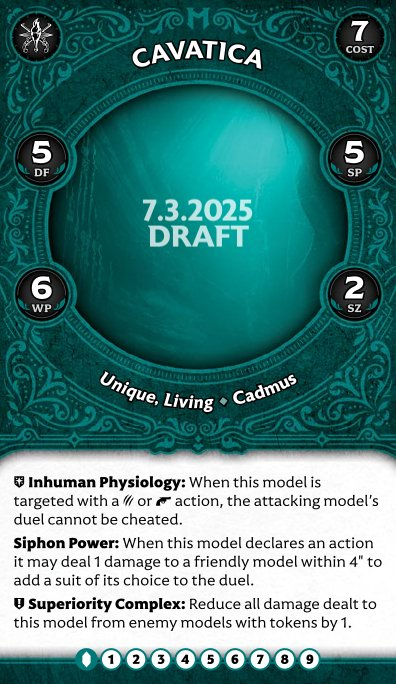 CAVATICA
7
COST
5
DF
5
SP
7.3.2025
DRAFT
6
WP
2
SZ
Unique, Living ⬥ Cadmus
Inhuman Physiology: When this model is
targeted with a or action, the attacking model's
duel cannot be cheated.
Siphon Power: When this model declares an action
it may deal 1 damage to a friendly model within 4" to
add a suit of its choice to the duel.
Superiority Complex: Reduce all damage dealt to
this model from enemy models with tokens by 1.
1 2 3 4 5 6 7 8 9